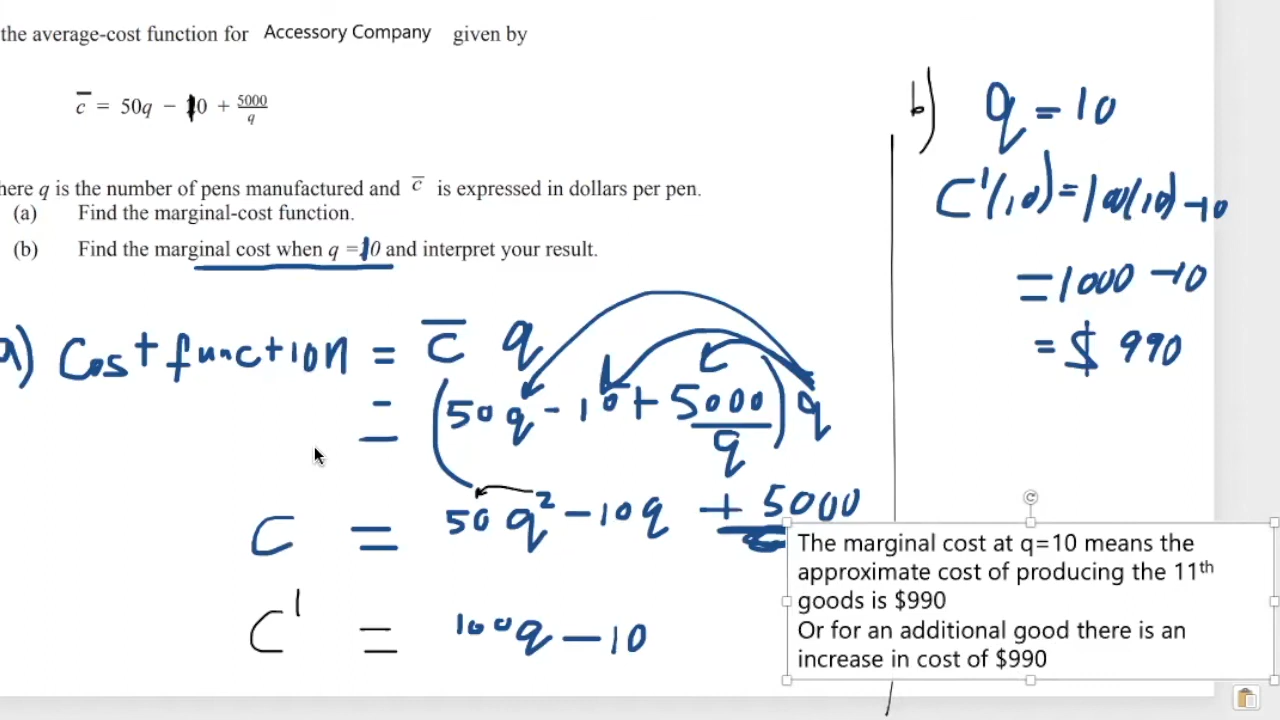 the average-cost function for Accessory Company given by
c̅ = 50q − 10 + 5000/q
here q is the number of pens manufactured and c̅ is expressed in dollars per pen.
(a) Find the marginal-cost function.
(b) Find the marginal cost when q = 10 and interpret your result.
a) Cost function = c̅ q
= (50q - 10 + 5000/q) q
C = 50q² - 10q + 5000
C' = 100q - 10
b) q = 10
C'(10) = 100(10) - 10
= 1000 - 10
= $ 990
The marginal cost at q=10 means the
approximate cost of producing the 11th
goods is $990
Or for an additional good there is an
increase in cost of $990